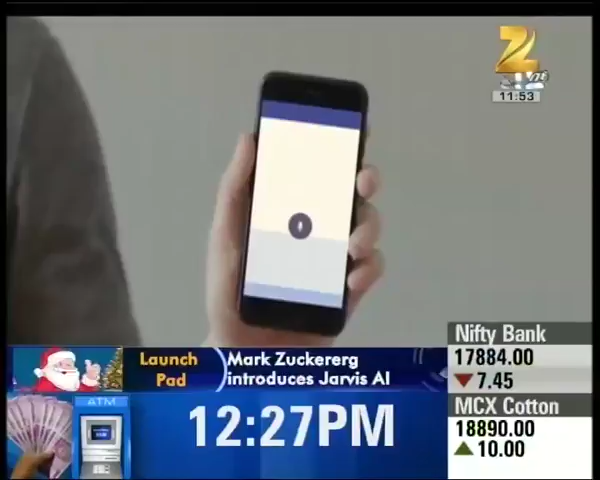 11:53
Launch
Pad
Mark Zuckererg
introduces Jarvis AI
ATM
12:27PM
Nifty Bank
17884.00
7.45
MCX Cotton
18890.00
10.00